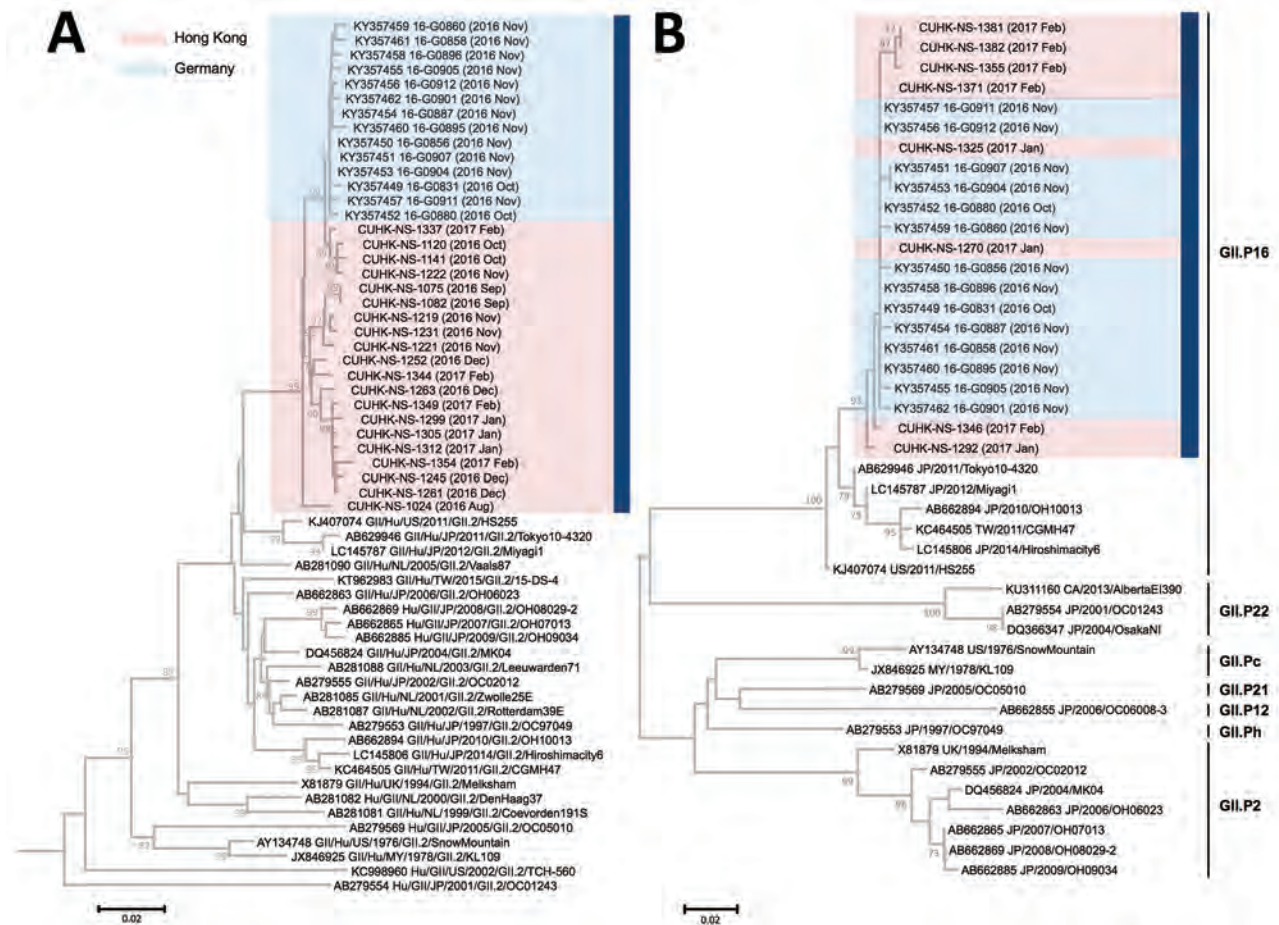 A
Hong Kong
Germany
KY357459 16-G0860 (2016 Nov)
KY357461 16-G0858 (2016 Nov)
KY357458 16-G0896 (2016 Nov)
KY357455 16-G0905 (2016 Nov)
KY357456 16-G0912 (2016 Nov)
KY357462 16-G0901 (2016 Nov)
KY357454 16-G0887 (2016 Nov)
KY357460 16-G0895 (2016 Nov)
KY357450 16-G0856 (2016 Nov)
KY357451 16-G0907 (2016 Nov)
KY357453 16-G0904 (2016 Nov)
KY357449 16-G0831 (2016 Oct)
KY357457 16-G0911 (2016 Nov)
KY357452 16-G0880 (2016 Oct)
CUHK-NS-1337 (2017 Feb)
CUHK-NS-1120 (2016 Oct)
CUHK-NS-1141 (2016 Oct)
CUHK-NS-1222 (2016 Nov)
CUHK-NS-1075 (2016 Sep)
CUHK-NS-1082 (2016 Sep)
CUHK-NS-1219 (2016 Nov)
CUHK-NS-1231 (2016 Nov)
CUHK-NS-1221 (2016 Nov)
CUHK-NS-1252 (2016 Dec)
CUHK-NS-1344 (2017 Feb)
CUHK-NS-1263 (2016 Dec)
CUHK-NS-1349 (2017 Feb)
CUHK-NS-1299 (2017 Jan)
CUHK-NS-1305 (2017 Jan)
CUHK-NS-1312 (2017 Jan)
CUHK-NS-1354 (2017 Feb)
CUHK-NS-1245 (2016 Dec)
CUHK-NS-1261 (2016 Dec)
CUHK-NS-1024 (2016 Aug)
KJ407074 GII/Hu/US/2011/GII.2/HS255
AB629946 GII/Hu/JP/2011/GII.2/Tokyo10-4320
LC145787 GII/Hu/JP/2012/GII.2/Miyagi1
AB281090 GII/Hu/NL/2005/GII.2/Vaals87
KT962983 GII/Hu/TW/2015/GII.2/15-DS-4
AB662863 GII/Hu/JP/2006/GII.2/OH06023
AB662869 Hu/GII/JP/2008/GII.2/OH08029-2
AB662865 Hu/GII/JP/2007/GII.2/OH07013
AB662885 Hu/GII/JP/2009/GII.2/OH09034
DQ456824 GII/Hu/JP/2004/GII.2/MK04
AB281088 GII/Hu/NL/2003/GII.2/Leeuwarden71
AB279555 GII/Hu/JP/2002/GII.2/OC02012
AB281085 GII/Hu/NL/2001/GII.2/Zwolle25E
AB281087 GII/Hu/NL/2002/GII.2/Rotterdam39E
AB279553 GII/Hu/JP/1997/GII.2/OC97049
AB662894 GII/Hu/JP/2010/GII.2/OH10013
LC145806 GII/Hu/JP/2014/GII.2/Hiroshimacity6
KC464505 GII/Hu/TW/2011/GII.2/CGMH47
X81879 GII/Hu/UK/1994/GII.2/Melksham
AB281082 Hu/GII/NL/2000/GII.2/DenHaag37
AB281081 Hu/GII/NL/1999/GII.2/Coevorden191S
AB279569 Hu/GII/JP/2005/GII.2/OC05010
AY134748 GII/Hu/US/1976/GII.2/SnowMountain
JX846925 GII/Hu/MY/1978/GII.2/KL109
KC998960 Hu/GII/US/2002/GII.2/TCH-560
AB279554 Hu/GII/JP/2001/GII.2/OC01243
0.02
B
CUHK-NS-1381 (2017 Feb)
CUHK-NS-1382 (2017 Feb)
CUHK-NS-1355 (2017 Feb)
CUHK-NS-1371 (2017 Feb)
KY357457 16-G0911 (2016 Nov)
KY357456 16-G0912 (2016 Nov)
CUHK-NS-1325 (2017 Jan)
KY357451 16-G0907 (2016 Nov)
KY357453 16-G0904 (2016 Nov)
KY357452 16-G0880 (2016 Oct)
KY357459 16-G0860 (2016 Nov)
CUHK-NS-1270 (2017 Jan)
KY357450 16-G0856 (2016 Nov)
KY357458 16-G0896 (2016 Nov)
KY357449 16-G0831 (2016 Oct)
KY357454 16-G0887 (2016 Nov)
KY357461 16-G0858 (2016 Nov)
KY357460 16-G0895 (2016 Nov)
KY357455 16-G0905 (2016 Nov)
KY357462 16-G0901 (2016 Nov)
93
CUHK-NS-1346 (2017 Feb)
CUHK-NS-1292 (2017 Jan)
AB629946 JP/2011/Tokyo10-4320
LC145787 JP/2012/Miyagi1
100
79
AB662894 JP/2010/OH10013
KC464505 TW/2011/CGMH47
95
LC145806 JP/2014/Hiroshimacity6
KJ407074 US/2011/HS255
GII.P16
KU311160 CA/2013/AlbertaEI390
100
AB279554 JP/2001/OC01243
DQ366347 JP/2004/OsakaNI
98
GII.P22
99
AY134748 US/1976/SnowMountain
JX846925 MY/1978/KL109
GII.Pc
AB279569 JP/2005/OC05010
GII.P21
AB662855 JP/2006/OC06008-3
GII.P12
AB279553 JP/1997/OC97049
GII.Ph
X81879 UK/1994/Melksham
99
AB279555 JP/2002/OC02012
DQ456824 JP/2004/MK04
AB662863 JP/2006/OH06023
AB662865 JP/2007/OH07013
AB662869 JP/2008/OH08029-2
73
AB662885 JP/2009/OH09034
GII.P2
0.02